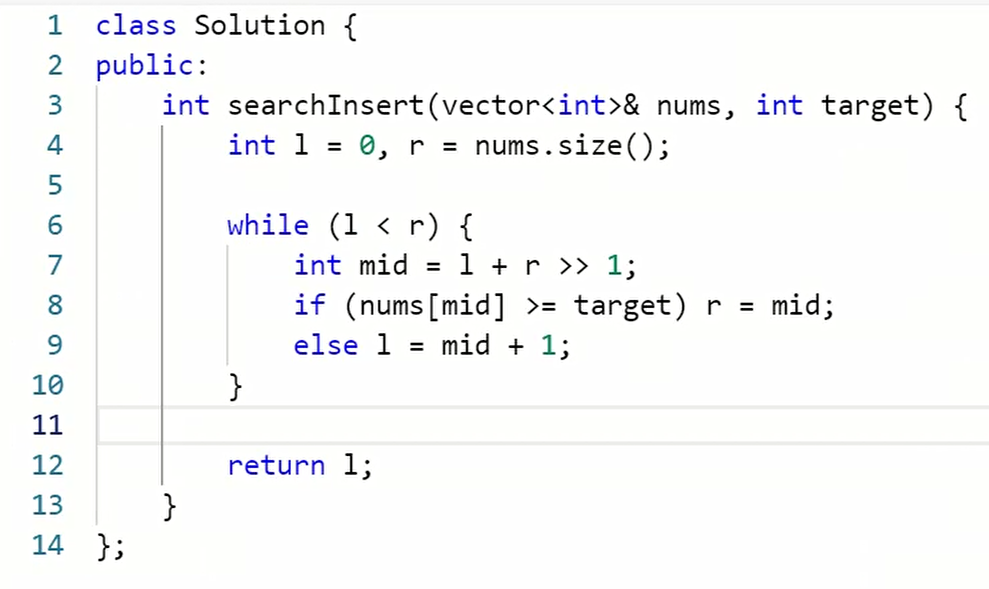 1 class Solution {
2 public:
3     int searchInsert(vector<int>& nums, int target) {
4         int l = 0, r = nums.size();
5
6         while (l < r) {
7             int mid = l + r >> 1;
8             if (nums[mid] >= target) r = mid;
9             else l = mid + 1;
10         }
11
12         return l;
13     }
14 };